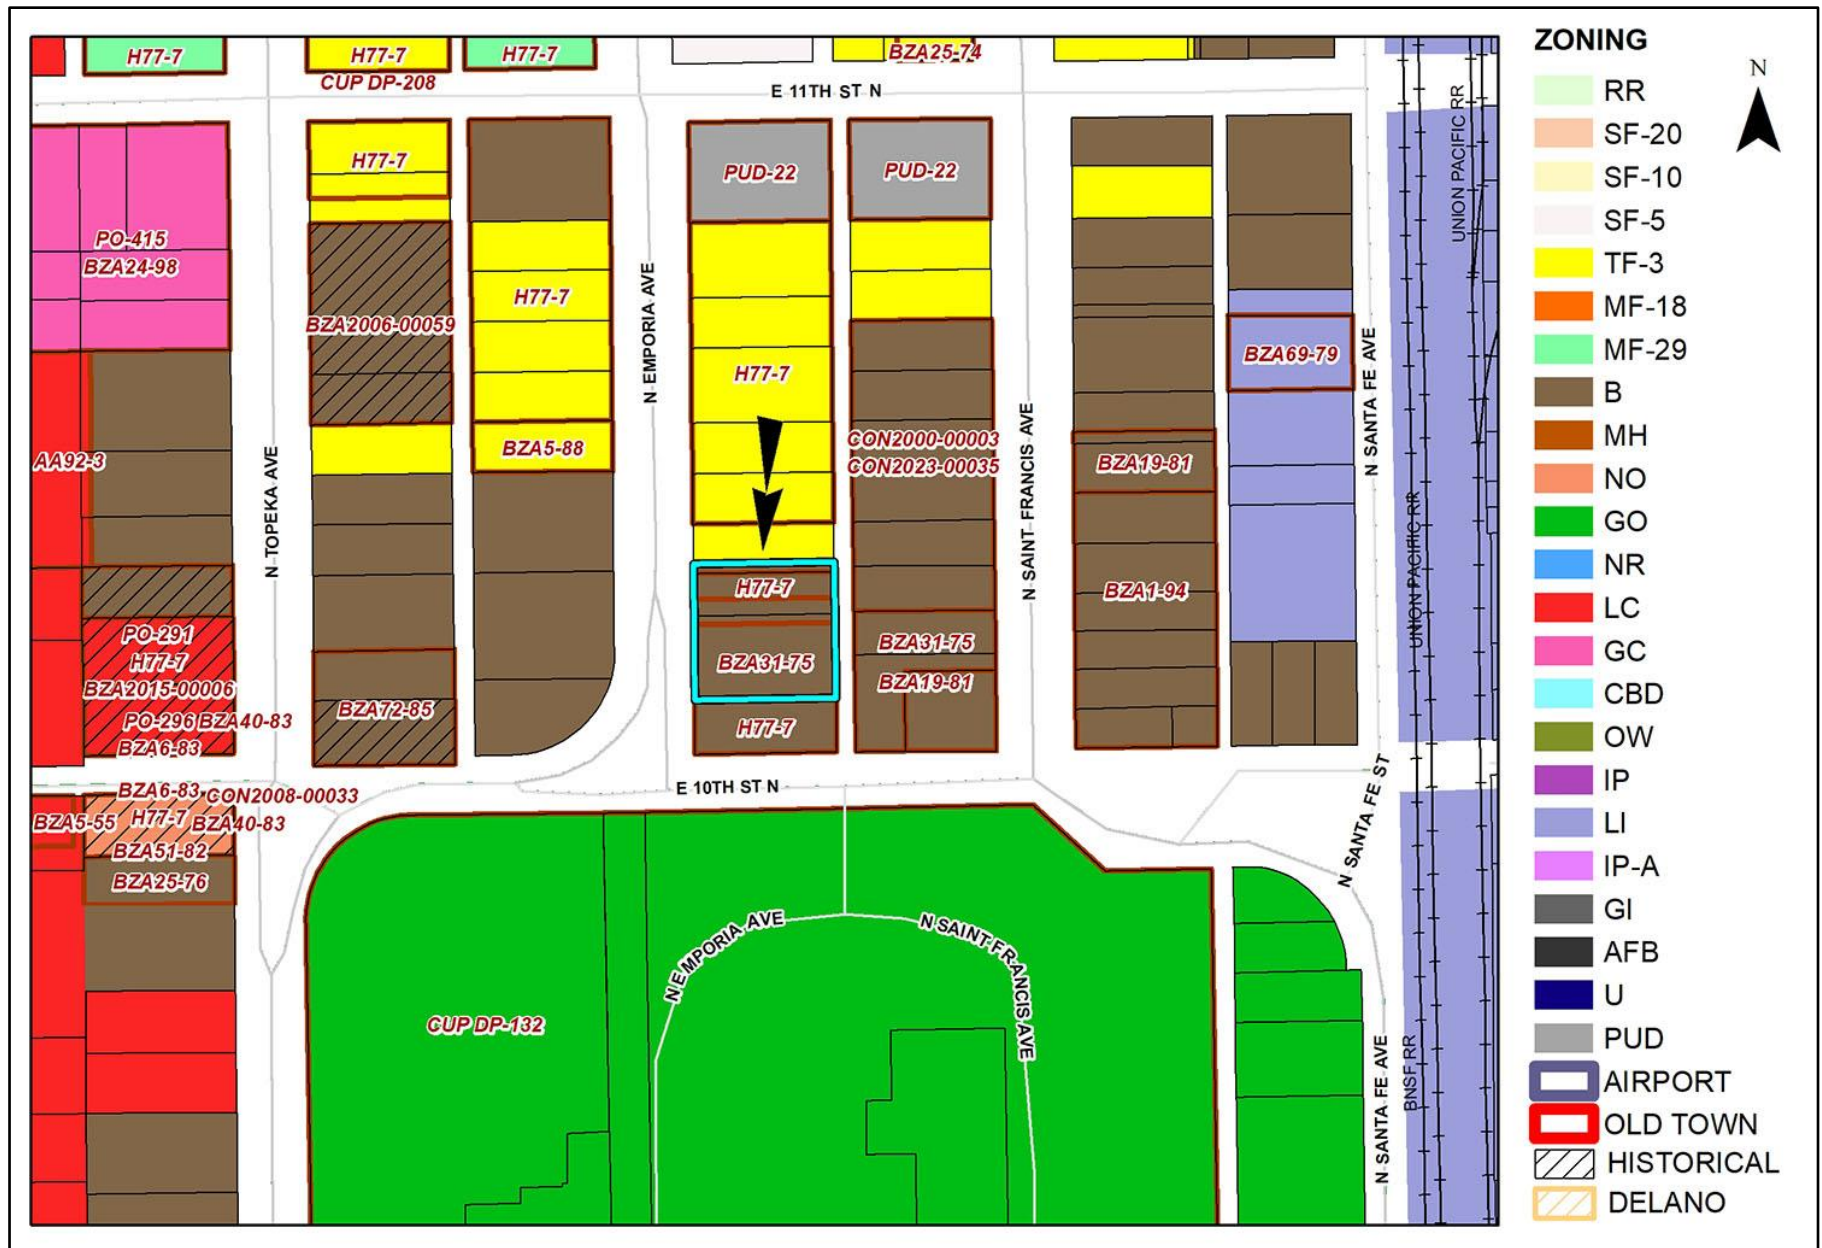 H77-7
H77-7
CUP DP-208
H77-7
BZA25-74
E 11TH ST N
PO-415
BZA24-98
H77-7
BZA2006-00059
H77-7
BZA5-88
PUD-22
PUD-22
H77-7
CON2000-00003
CON2023-00035
BZA69-79
BZA19-81
BZA1-94
AA92-3
N TOPEKA AVE
N EMPORIA AVE
N SAINT FRANCIS AVE
N SANTA FE AVE
UNION PACIFIC RR
UNION PACIFIC RR
PO-291
H77-7
BZA2015-00006
PO-296 BZA40-83
BZA6-83
BZA72-85
H77-7
BZA31-75
H77-7
BZA31-75
BZA19-81
E 10TH ST N
BZA6-83 CON2008-00033
BZA5-55
H77-7 BZA40-83
BZA51-82
BZA25-76
CUP DP-132
N EMPORIA AVE
N SAINT FRANCIS AVE
N SANTA FE ST
N SANTA FE AVE
BNSF RR
ZONING
N
RR
SF-20
SF-10
SF-5
TF-3
MF-18
MF-29
B
MH
NO
GO
NR
LC
GC
CBD
OW
IP
LI
IP-A
GI
AFB
U
PUD
AIRPORT
OLD TOWN
HISTORICAL
DELANO